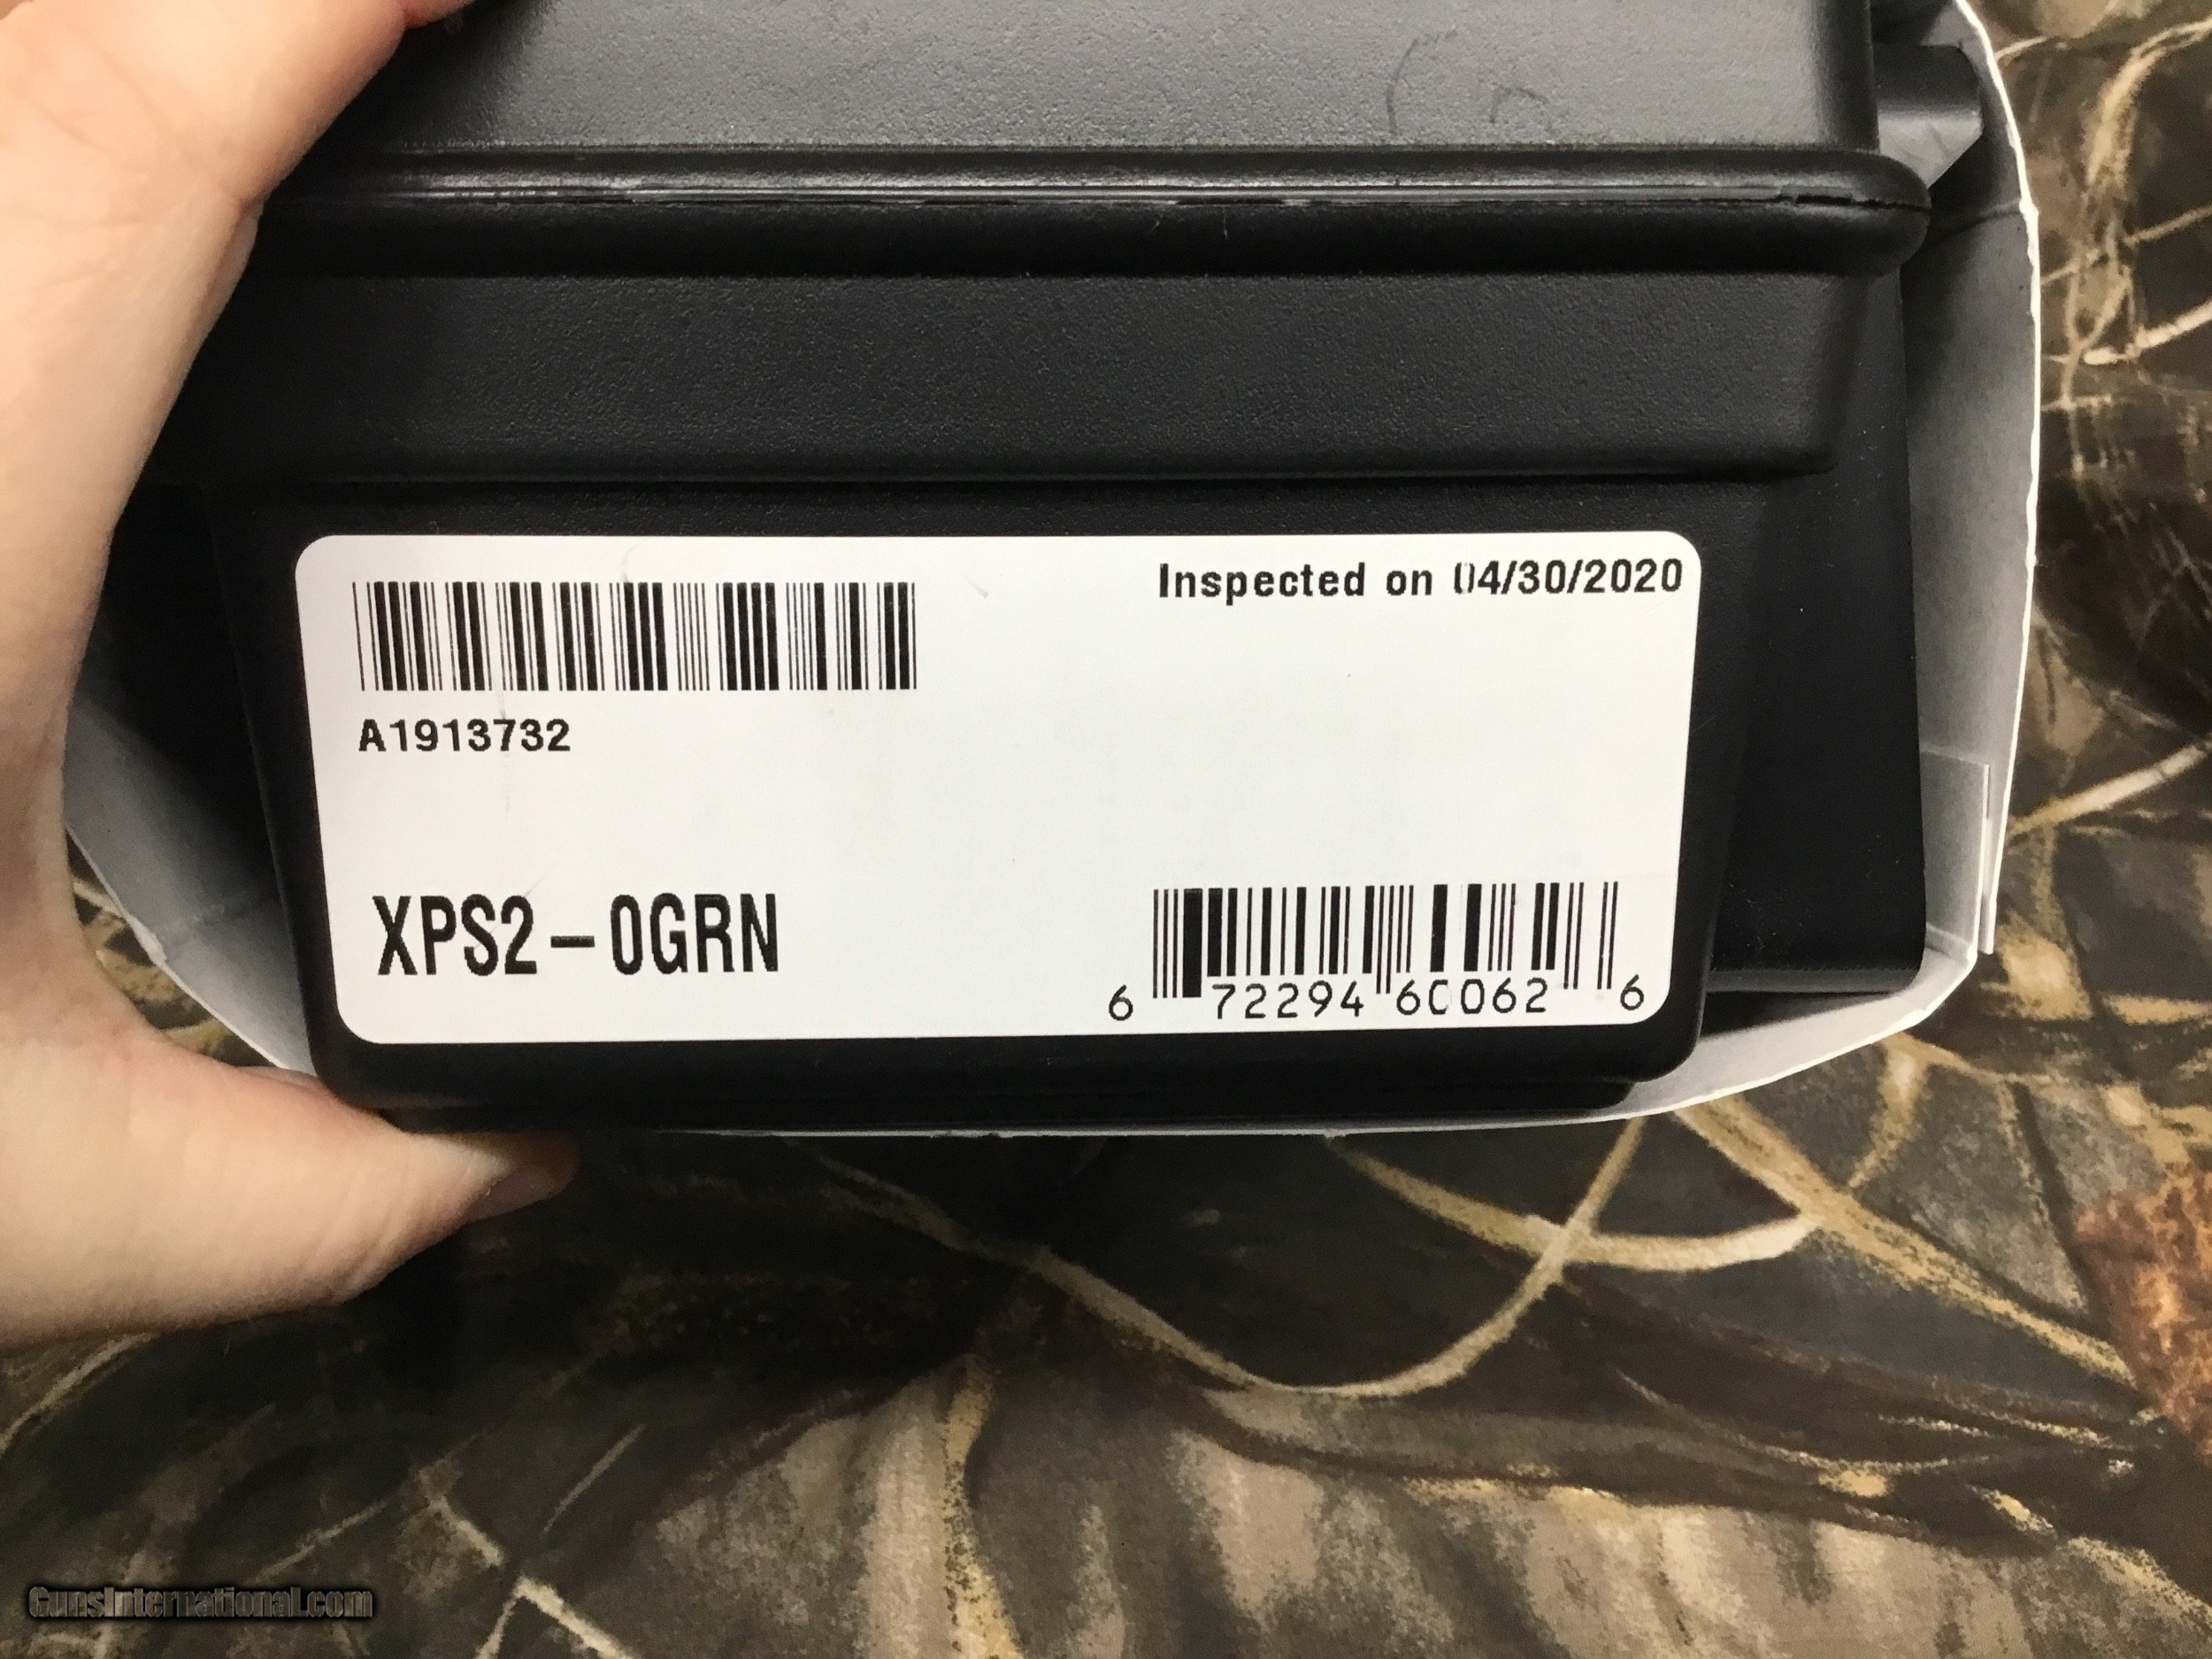 Inspected on 04/30/2020
A1913732
XPS2-0GRN
6 72294 60062 6
GunsInternational.com